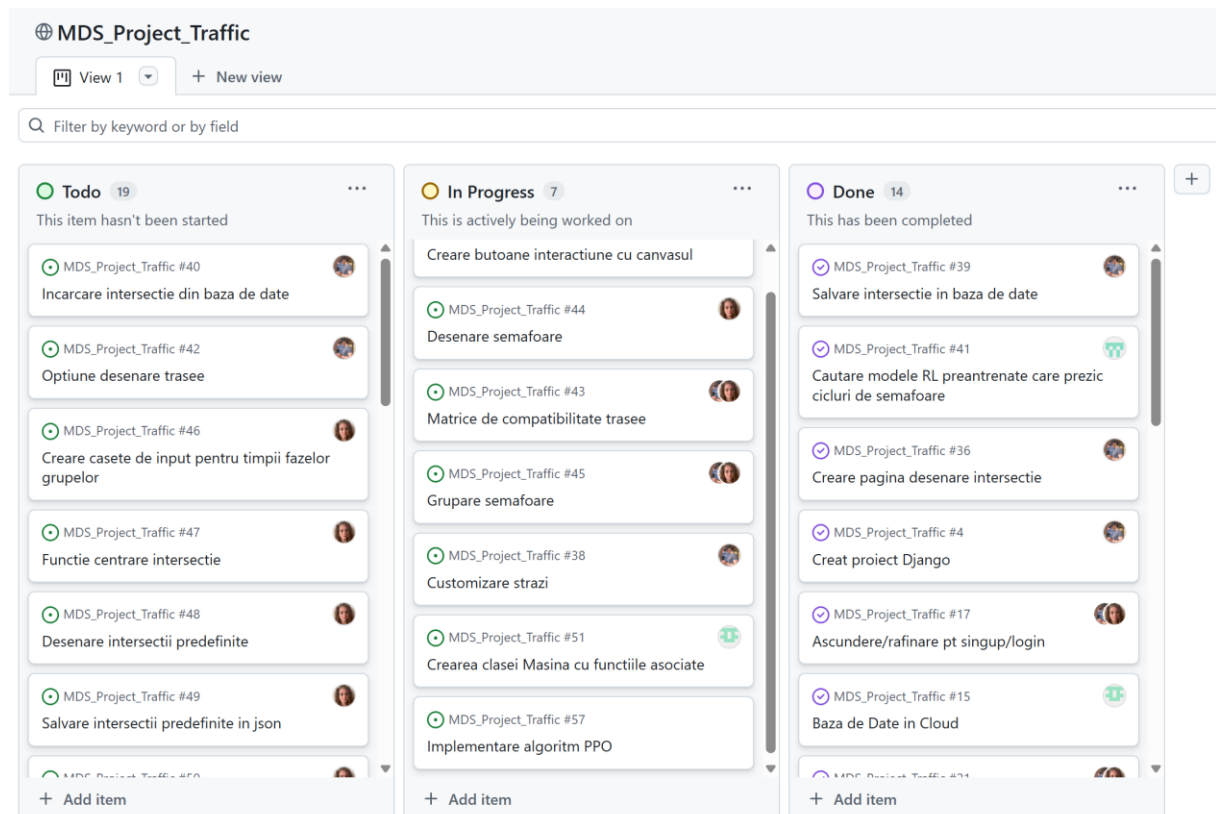 MDS_Project_Traffic
View 1
New view
Filter by keyword or by field
Todo 19
This item hasn't been started
MDS_Project_Traffic #40
Incarcare intersectie din baza de date
MDS_Project_Traffic #42
Optiune desenare trasee
MDS_Project_Traffic #46
Creare casete de input pentru timpii fazelor
grupelor
MDS_Project_Traffic #47
Functie centrare intersectie
MDS_Project_Traffic #48
Desenare intersectii predefinite
MDS_Project_Traffic #49
Salvare intersectii predefinite in json
Add item
In Progress 7
This is actively being worked on
Creare butoane interactiune cu canvasul
MDS_Project_Traffic #44
Desenare semafoare
MDS_Project_Traffic #43
Matrice de compatibilitate trasee
MDS_Project_Traffic #45
Grupare semafoare
MDS_Project_Traffic #38
Customizare strazi
MDS_Project_Traffic #51
Crearea clasei Masina cu functiile asociate
MDS_Project_Traffic #57
Implementare algoritm PPO
Add item
Done 14
This has been completed
MDS_Project_Traffic #39
Salvare intersectie in baza de date
MDS_Project_Traffic #41
Cautare modele RL preantrenate care prezic
cicluri de semafoare
MDS_Project_Traffic #36
Creare pagina desenare intersectie
MDS_Project_Traffic #4
Creat proiect Django
MDS_Project_Traffic #17
Ascundere/rafinare pt singup/login
MDS_Project_Traffic #15
Baza de Date in Cloud
Add item